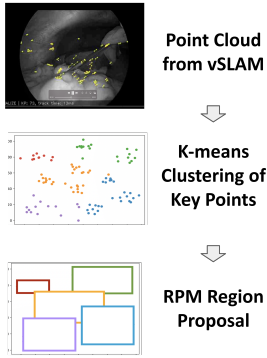 Point Cloud
from vSLAM
K-means
Clustering of
Key Points
RPM Region
Proposal